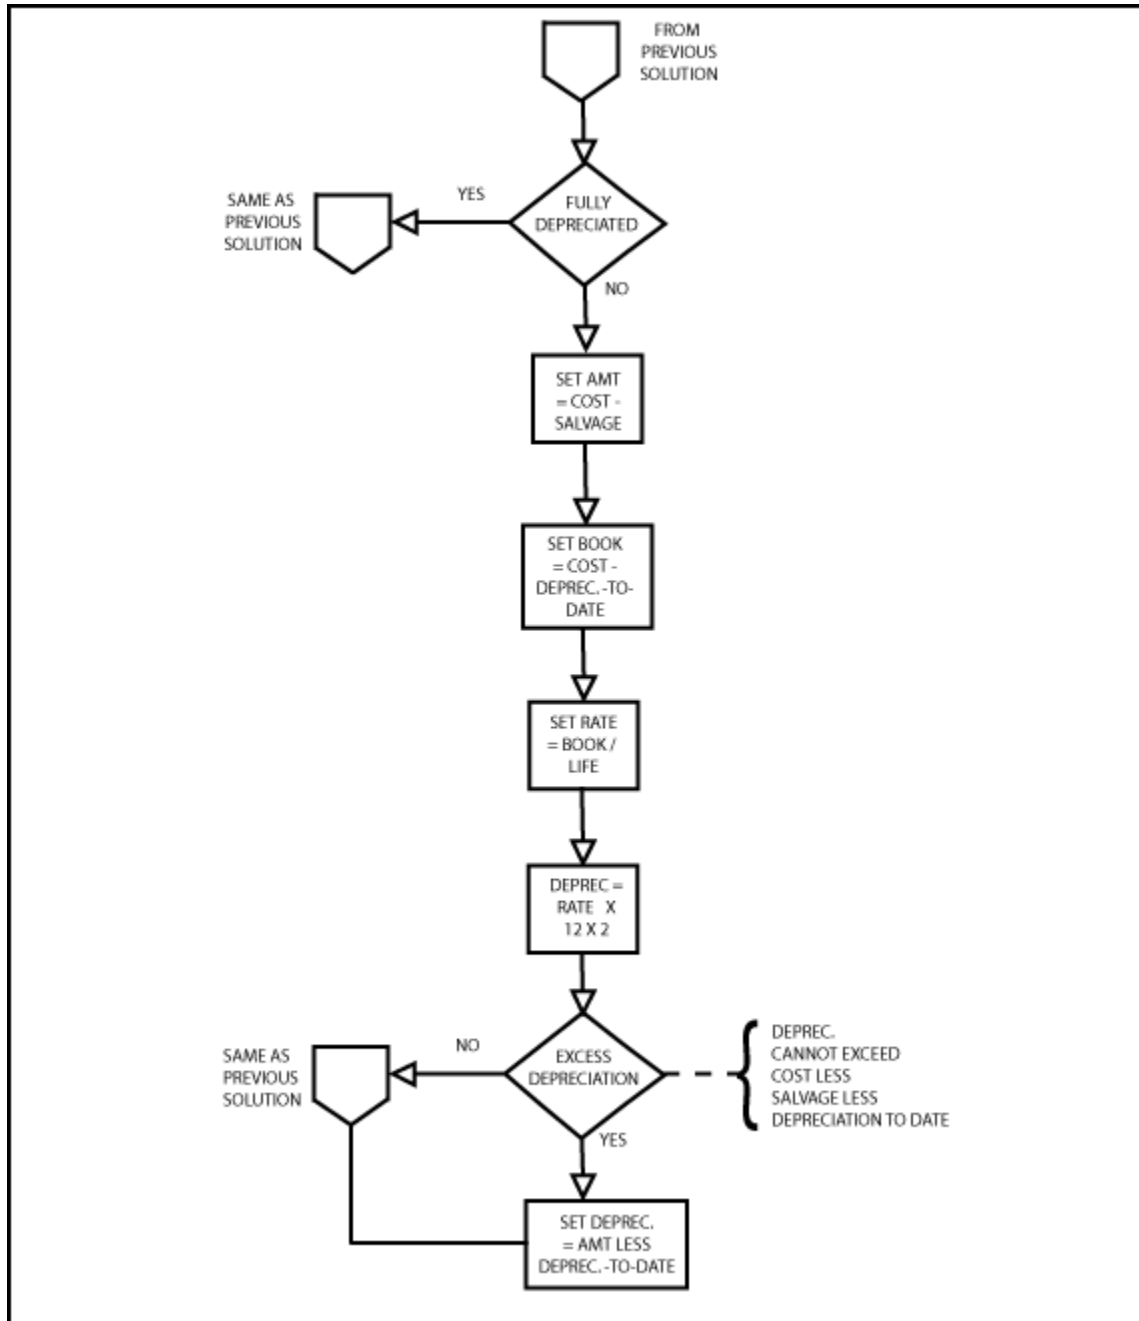 FROM
PREVIOUS
SOLUTION
FULLY
DEPRECIATED
YES
SAME AS
PREVIOUS
SOLUTION
NO
SET AMT
= COST -
SALVAGE
SET BOOK
= COST -
DEPREC. -TO-
DATE
SET RATE
= BOOK /
LIFE
DEPREC =
RATE X
12 X 2
EXCESS
DEPRECIATION
NO
SAME AS
PREVIOUS
SOLUTION
DEPREC.
CANNOT EXCEED
COST LESS
SALVAGE LESS
DEPRECIATION TO DATE
YES
SET DEPREC.
= AMT LESS
DEPREC. -TO-DATE